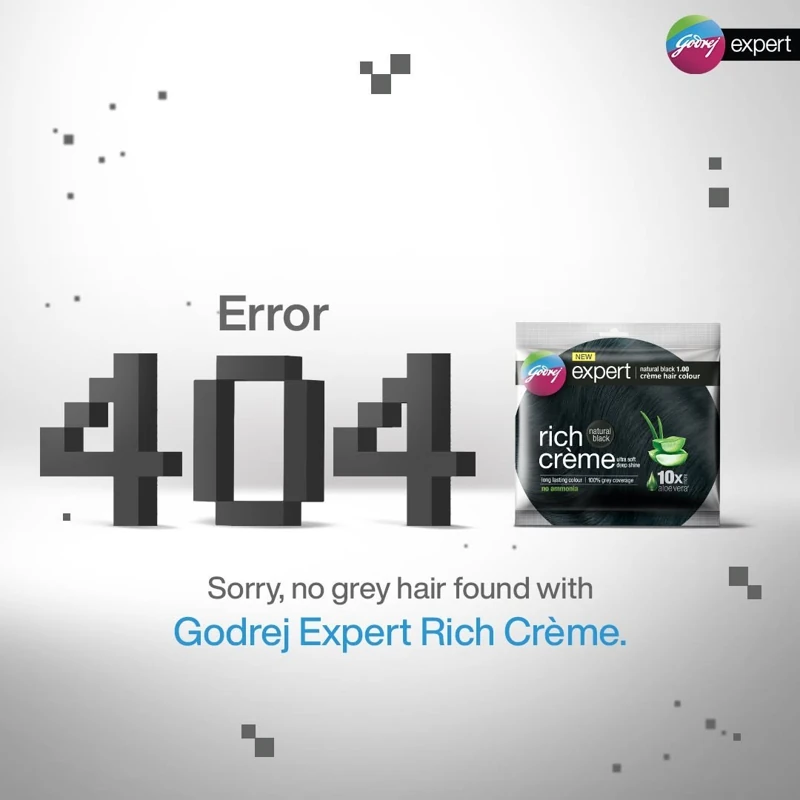 Godrej expert
Error
404
NEW
Godrej expert natural black 1.00
crème hair colour
natural
black
rich
crème ultra soft
deep shine
long lasting colour 100% grey coverage
no ammonia
10x
aloe vera*
Sorry, no grey hair found with
Godrej Expert Rich Crème.